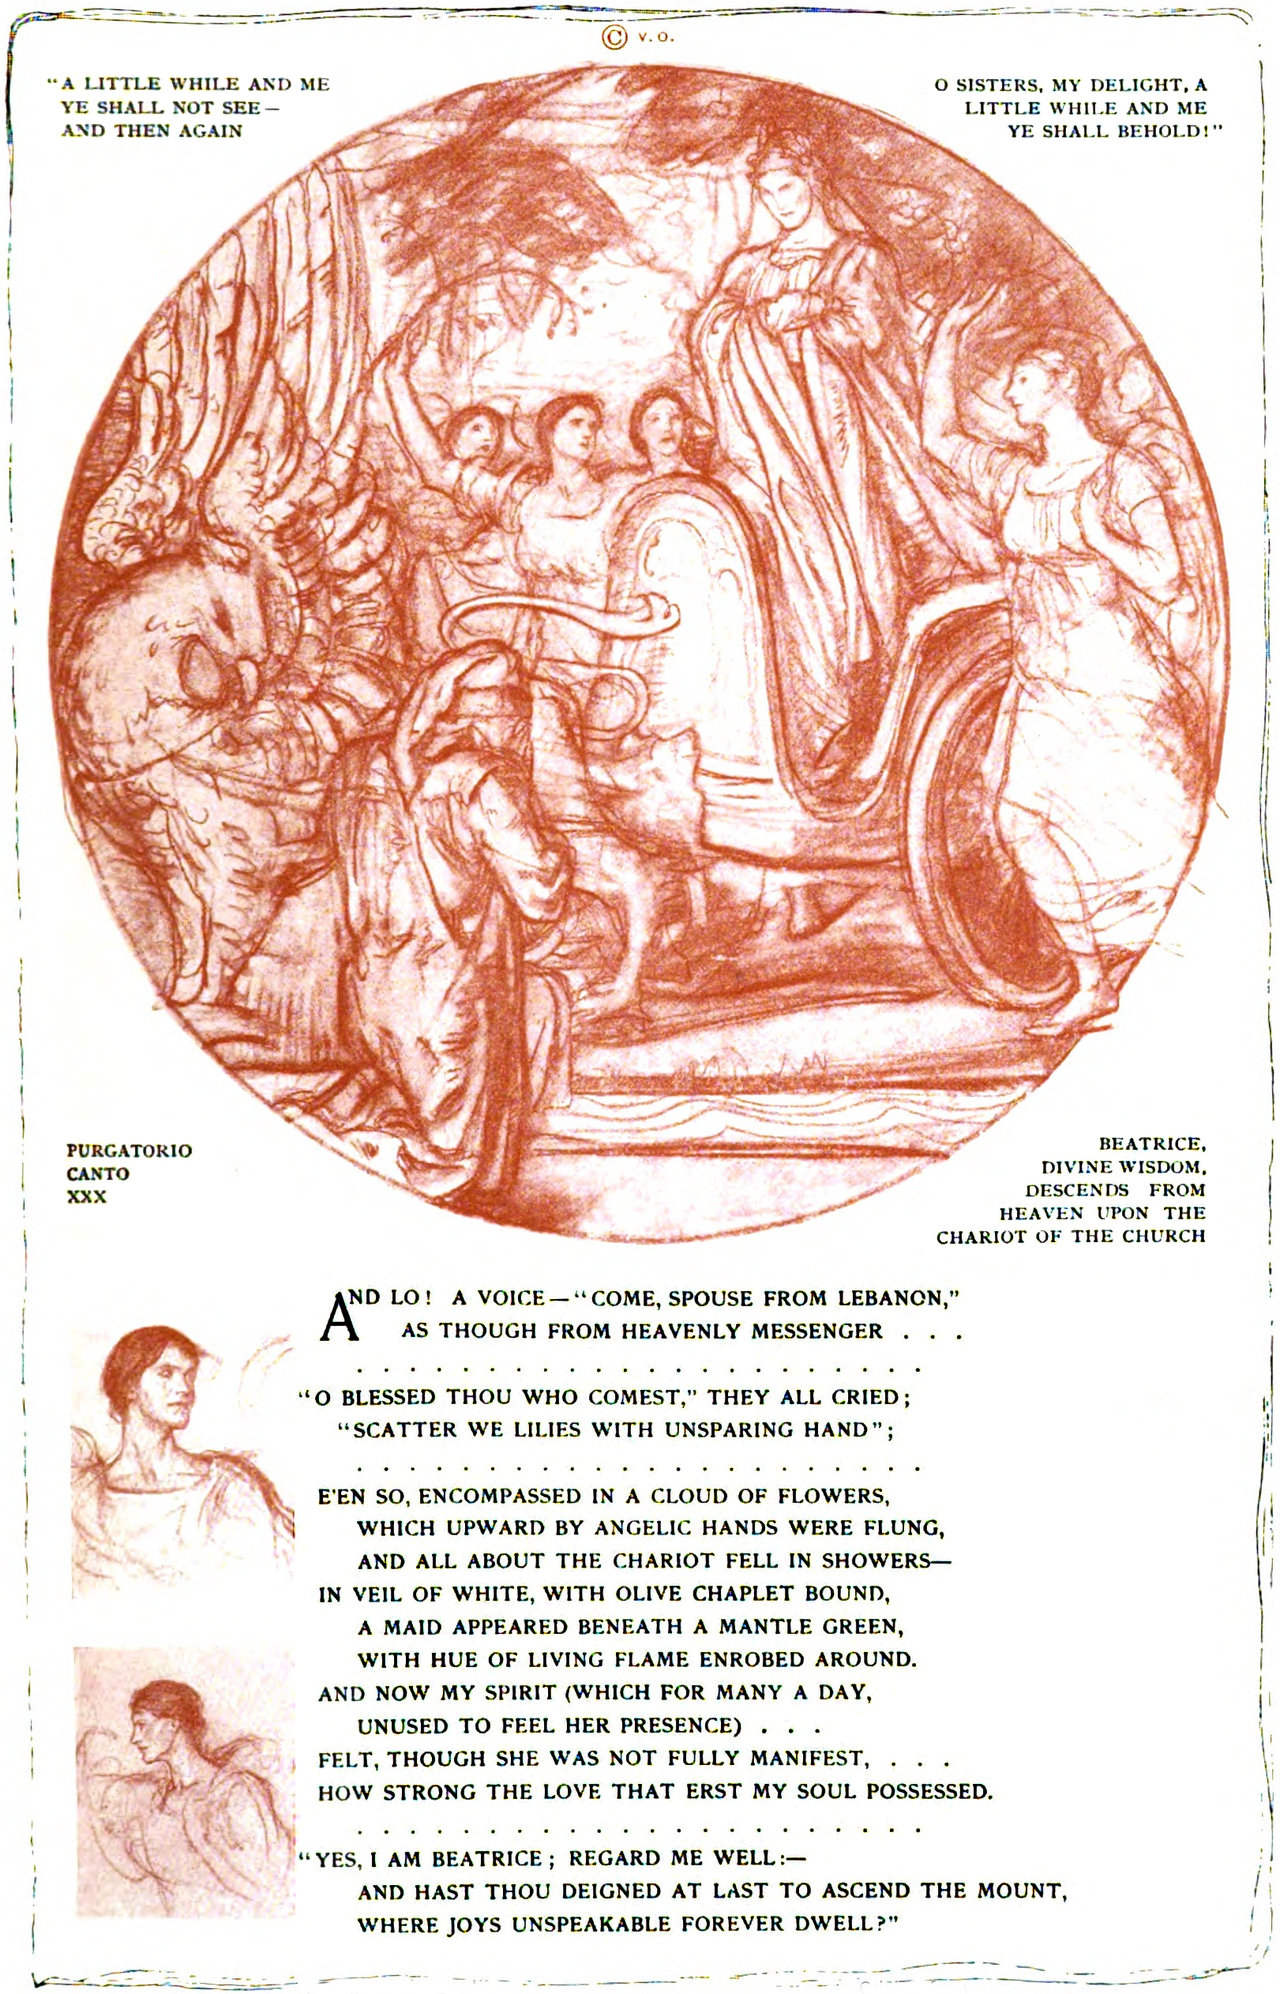 © V. O.
"A LITTLE WHILE AND ME
YE SHALL NOT SEE—
AND THEN AGAIN
O SISTERS, MY DELIGHT, A
LITTLE WHILE AND ME
YE SHALL BEHOLD!"
PURGATORIO
CANTO
XXX
BEATRICE,
DIVINE WISDOM,
DESCENDS FROM
HEAVEN UPON THE
CHARIOT OF THE CHURCH
AND LO! A VOICE—"COME, SPOUSE FROM LEBANON,"
AS THOUGH FROM HEAVENLY MESSENGER . . .
. . . . . . . . . . . . . . . . . . . . . .
"O BLESSED THOU WHO COMEST," THEY ALL CRIED;
"SCATTER WE LILIES WITH UNSPARING HAND";
. . . . . . . . . . . . . . . . . . . . . .
E'EN SO, ENCOMPASSED IN A CLOUD OF FLOWERS,
WHICH UPWARD BY ANGELIC HANDS WERE FLUNG,
AND ALL ABOUT THE CHARIOT FELL IN SHOWERS—
IN VEIL OF WHITE, WITH OLIVE CHAPLET BOUND,
A MAID APPEARED BENEATH A MANTLE GREEN,
WITH HUE OF LIVING FLAME ENROBED AROUND.
AND NOW MY SPIRIT (WHICH FOR MANY A DAY,
UNUSED TO FEEL HER PRESENCE) . . .
FELT, THOUGH SHE WAS NOT FULLY MANIFEST, . . .
HOW STRONG THE LOVE THAT ERST MY SOUL POSSESSED.
. . . . . . . . . . . . . . . . . . . . . .
"YES, I AM BEATRICE; REGARD ME WELL:—
AND HAST THOU DEIGNED AT LAST TO ASCEND THE MOUNT,
WHERE JOYS UNSPEAKABLE FOREVER DWELL?"